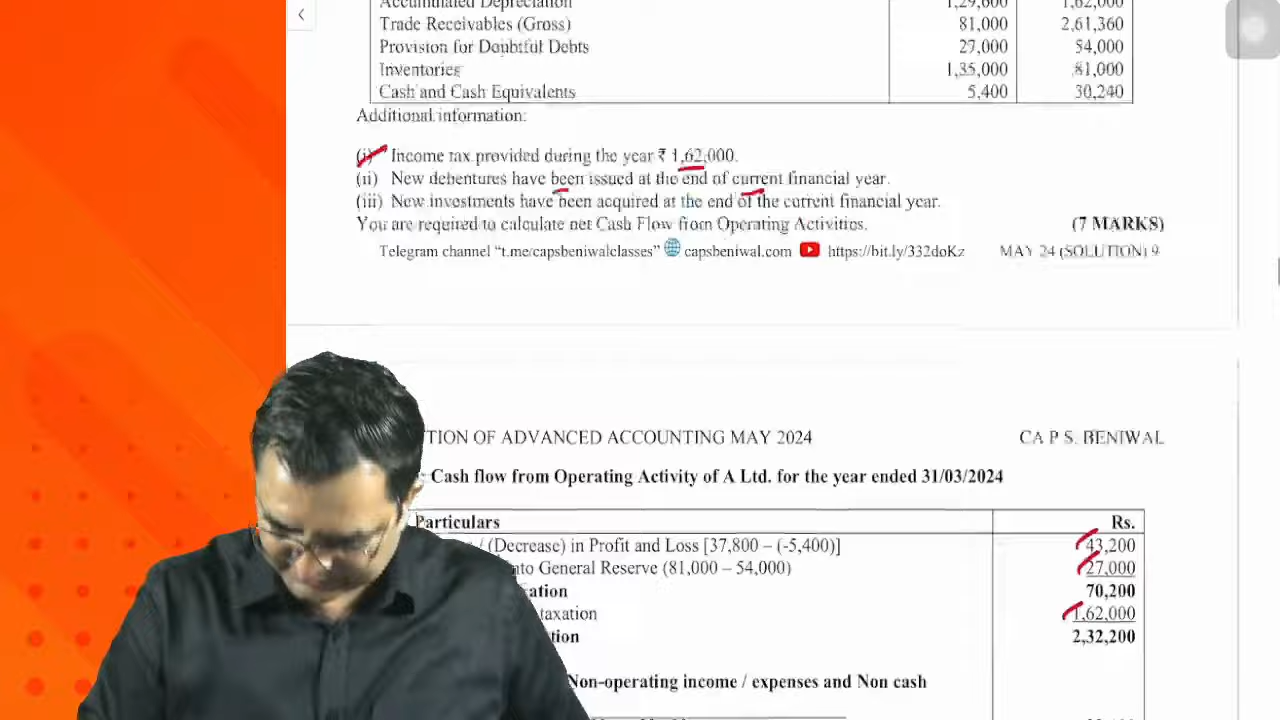 Accumulated Depreciation 1,29,600 1,62,000
Trade Receivables (Gross) 81,000 2,61,360
Provision for Doubtful Debts 27,000 54,000
Inventories 1,35,000 81,000
Cash and Cash Equivalents 5,400 30,240
Additional information:
(i) Income tax provided during the year ₹ 1,62,000.
(ii) New debentures have been issued at the end of current financial year.
(iii) New investments have been acquired at the end of the current financial year.
You are required to calculate net Cash Flow from Operating Activities. (7 MARKS)
Telegram channel "t.me/capsbeniwalclasses" capsbeniwal.com https://bit.ly/332doKz MAY 24 (SOLUTION) 9
TION OF ADVANCED ACCOUNTING MAY 2024 CA P S. BENIWAL
: Cash flow from Operating Activity of A Ltd. for the year ended 31/03/2024
Particulars Rs.
/ (Decrease) in Profit and Loss [37,800 – (-5,400)] 43,200
nto General Reserve (81,000 – 54,000) 27,000
ation 70,200
taxation 1,62,000
tion 2,32,200
Non-operating income / expenses and Non cash